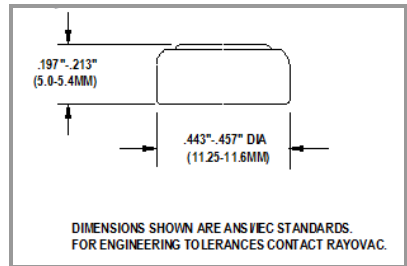 .197"-.213"
(5.0-5.4MM)
.443"-.457" DIA
(11.25-11.6MM)
DIMENSIONS SHOWN ARE ANSI/IEC STANDARDS.
FOR ENGINEERING TOLERANCES CONTACT RAYOVAC.